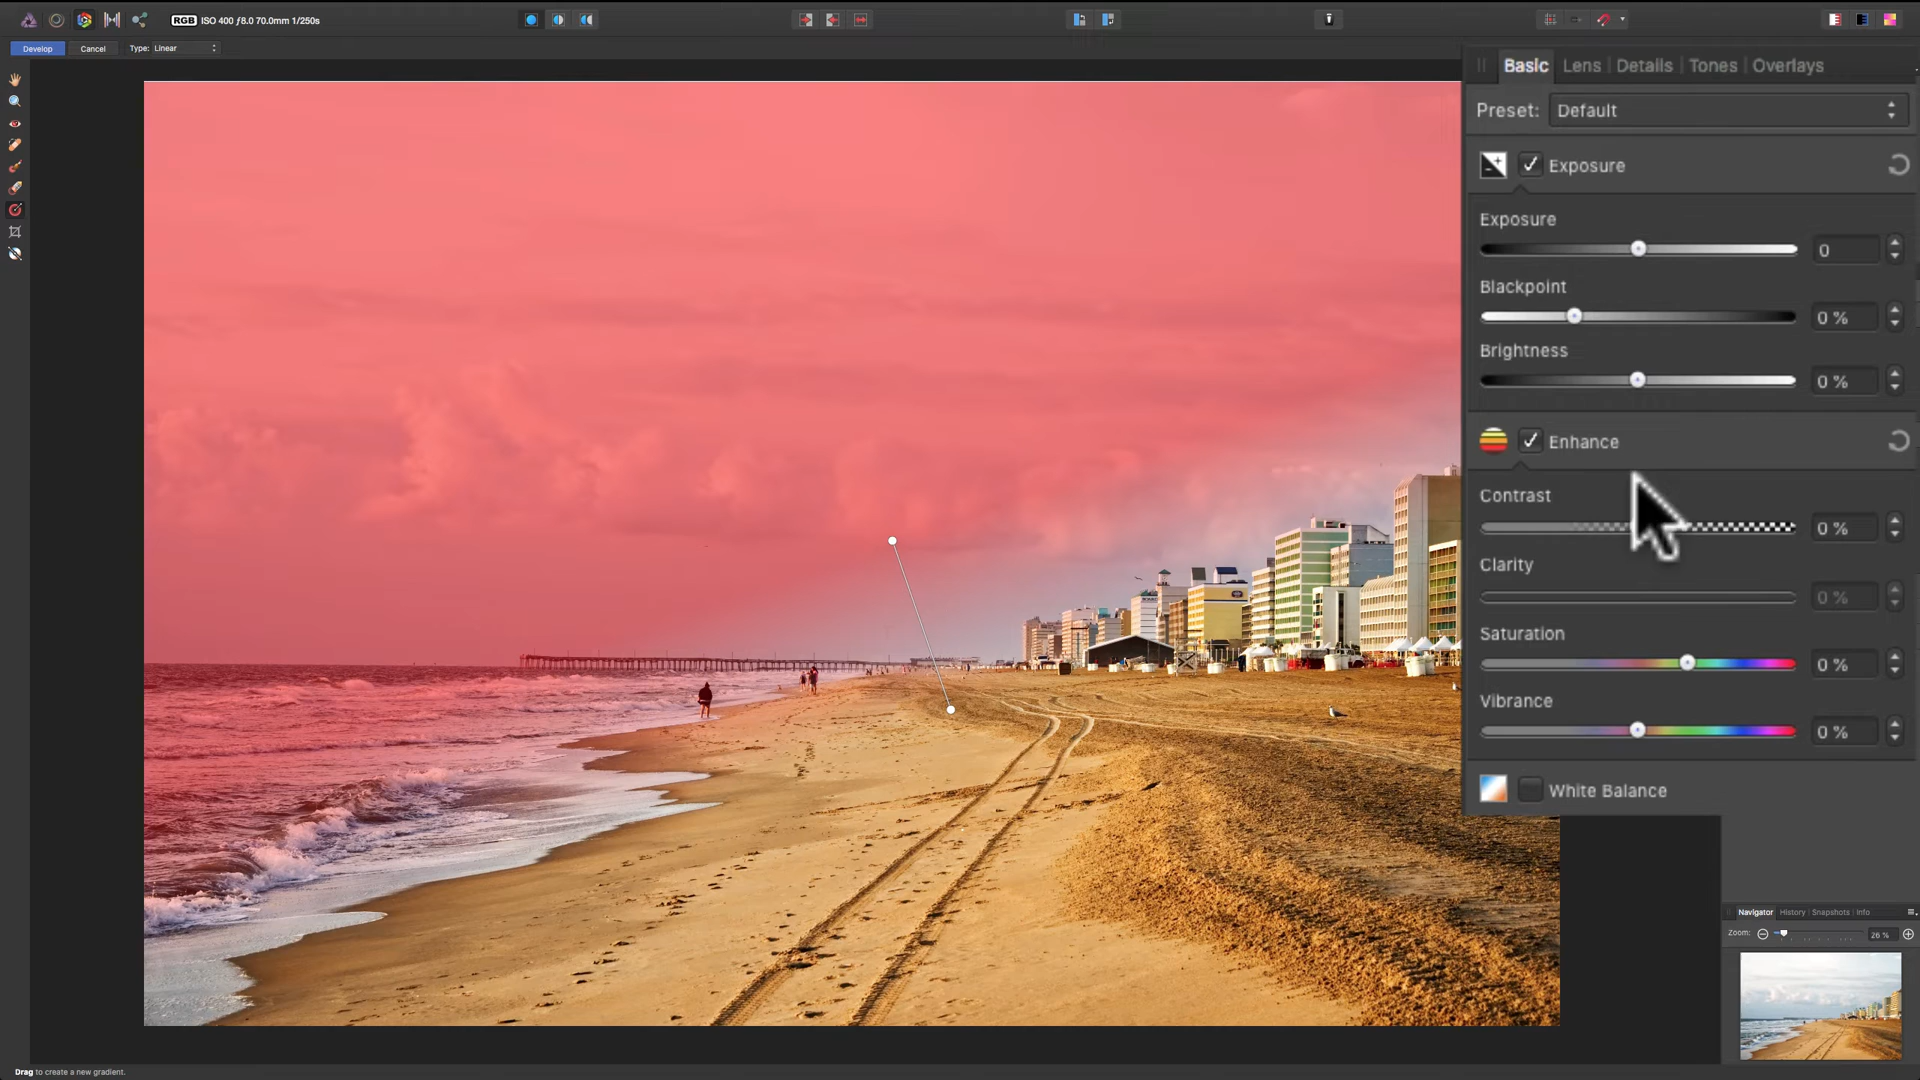 RGB ISO 400 ƒ8.0 70.0mm 1/250s
Develop Cancel Type: Linear
Basic Lens Details Tones Overlays
Preset: Default
Exposure
Exposure
0
Blackpoint
0 %
Brightness
0 %
Enhance
Contrast
0 %
Clarity
0 %
Saturation
0 %
Vibrance
0 %
White Balance
Navigator History Snapshots Info
Zoom: 26 %
Drag to create a new gradient.